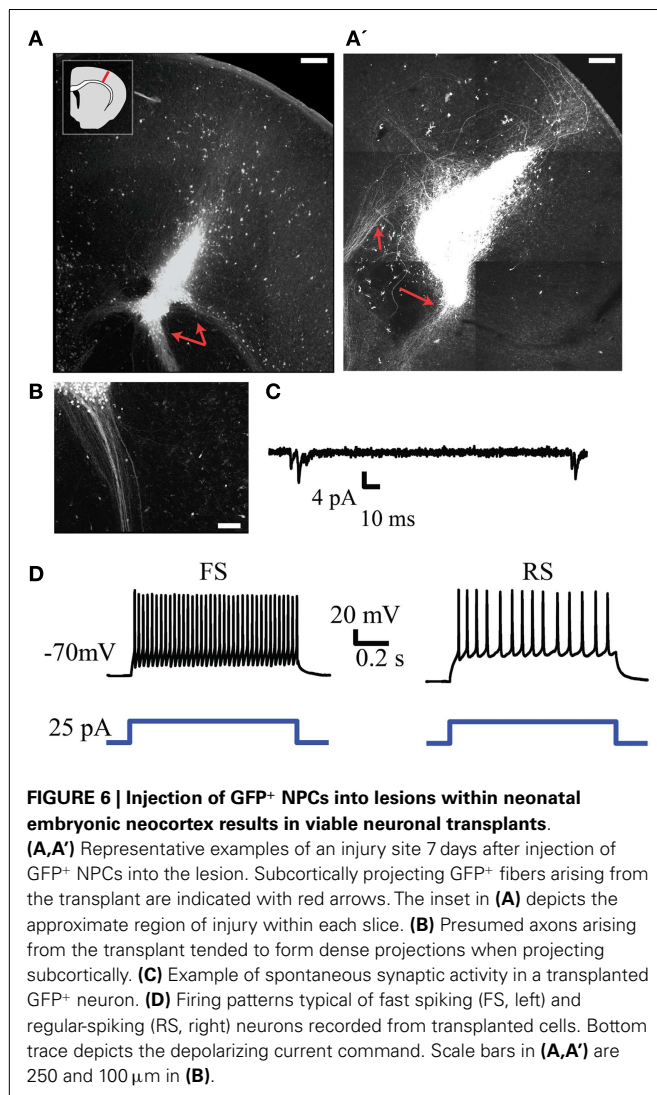 A
A′
B
C
4 pA
10 ms
D
FS
RS
20 mV
0.2 s
-70mV
25 pA
FIGURE 6 | Injection of GFP⁺ NPCs into lesions within neonatal
embryonic neocortex results in viable neuronal transplants.
(A,A′) Representative examples of an injury site 7 days after injection of
GFP⁺ NPCs into the lesion. Subcortically projecting GFP⁺ fibers arising from
the transplant are indicated with red arrows. The inset in (A) depicts the
approximate region of injury within each slice. (B) Presumed axons arising
from the transplant tended to form dense projections when projecting
subcortically. (C) Example of spontaneous synaptic activity in a transplanted
GFP⁺ neuron. (D) Firing patterns typical of fast spiking (FS, left) and
regular-spiking (RS, right) neurons recorded from transplanted cells. Bottom
trace depicts the depolarizing current command. Scale bars in (A,A′) are
250 and 100 μm in (B).